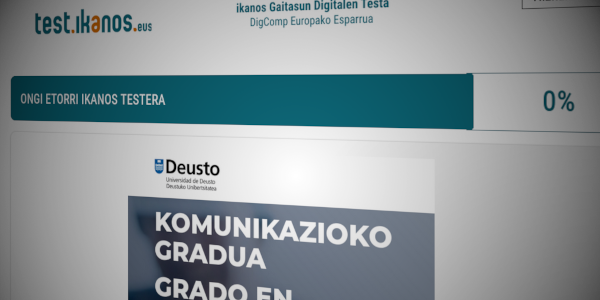 test.ikanos.eus
ikanos Gaitasun Digitalen Testa
DigComp Europako Esparrua
ONGI ETORRI IKANOS TESTERA
0%
Deusto
Universidad de Deusto
Deustuko Unibertsitatea
KOMUNIKAZIOKO
GRADUA
GRADO EN